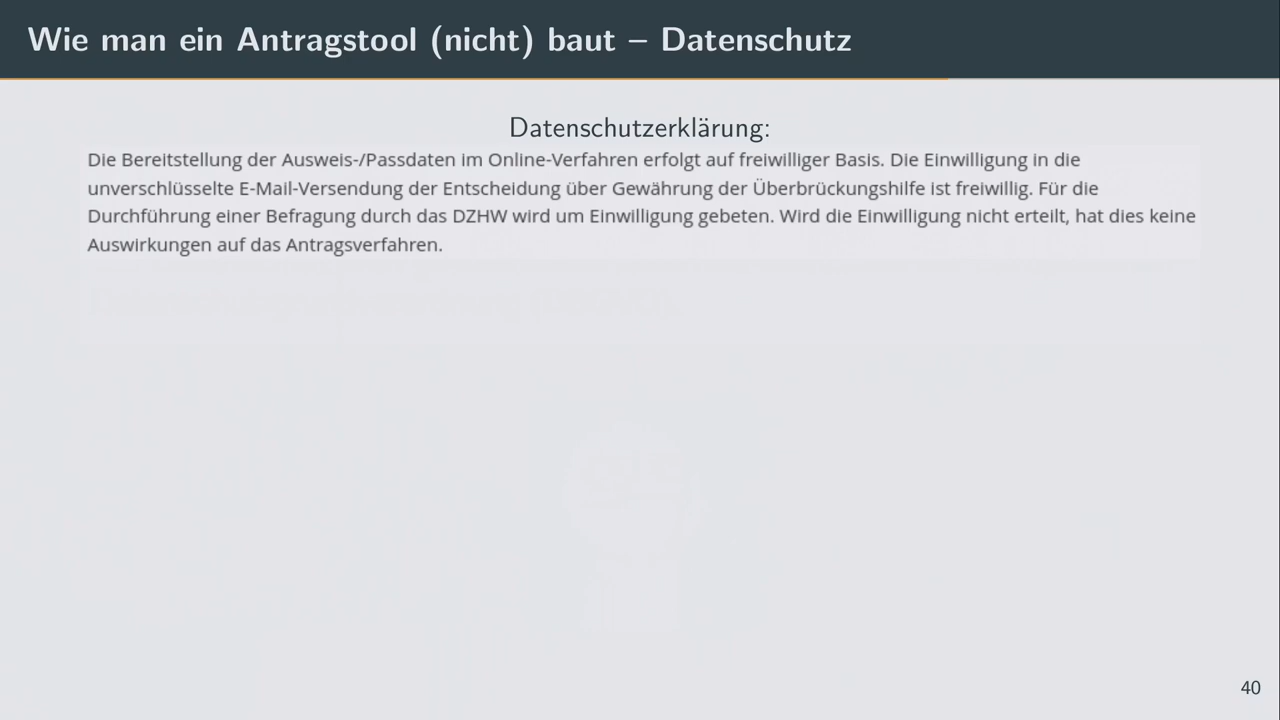 Wie man ein Antragstool (nicht) baut – Datenschutz
Datenschutzerklärung:
Die Bereitstellung der Ausweis-/Passdaten im Online-Verfahren erfolgt auf freiwilliger Basis. Die Einwilligung in die
unverschlüsselte E-Mail-Versendung der Entscheidung über Gewährung der Überbrückungshilfe ist freiwillig. Für die
Durchführung einer Befragung durch das DZHW wird um Einwilligung gebeten. Wird die Einwilligung nicht erteilt, hat dies keine
Auswirkungen auf das Antragsverfahren.
40